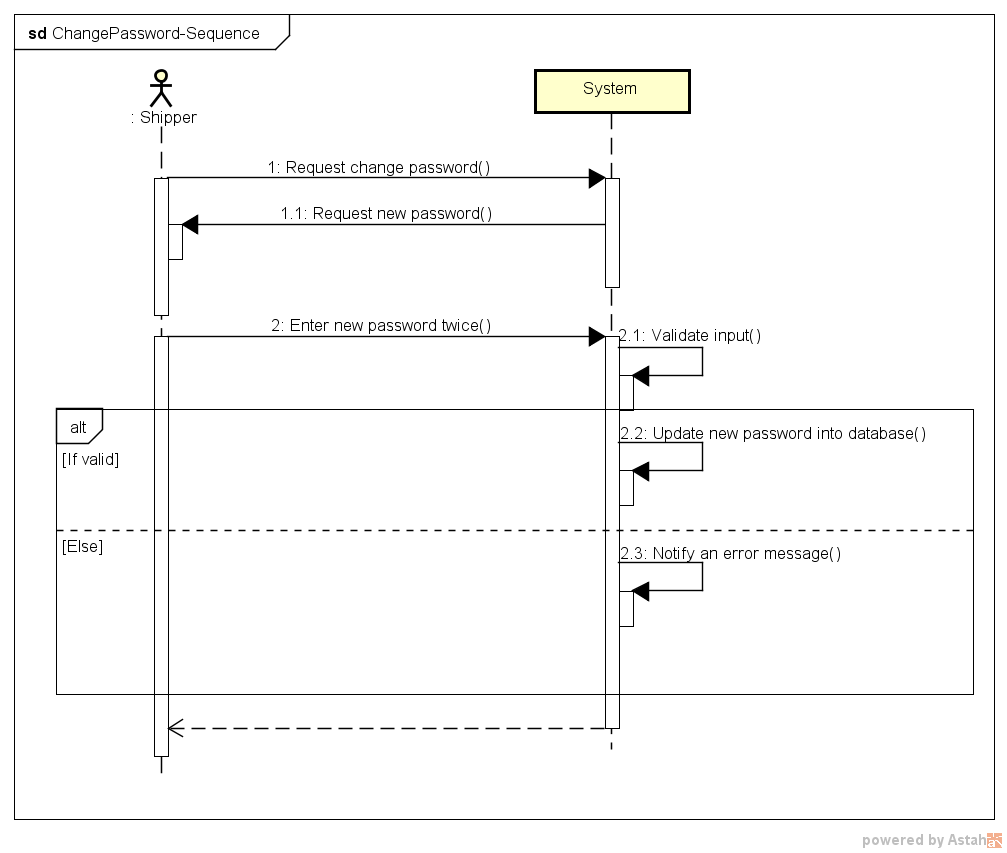 sd ChangePassword-Sequence
: Shipper
System
1: Request change password()
1.1: Request new password()
2: Enter new password twice()
2.1: Validate input()
alt
2.2: Update new password into database()
[If valid]
[Else]
2.3: Notify an error message()
powered by Astah